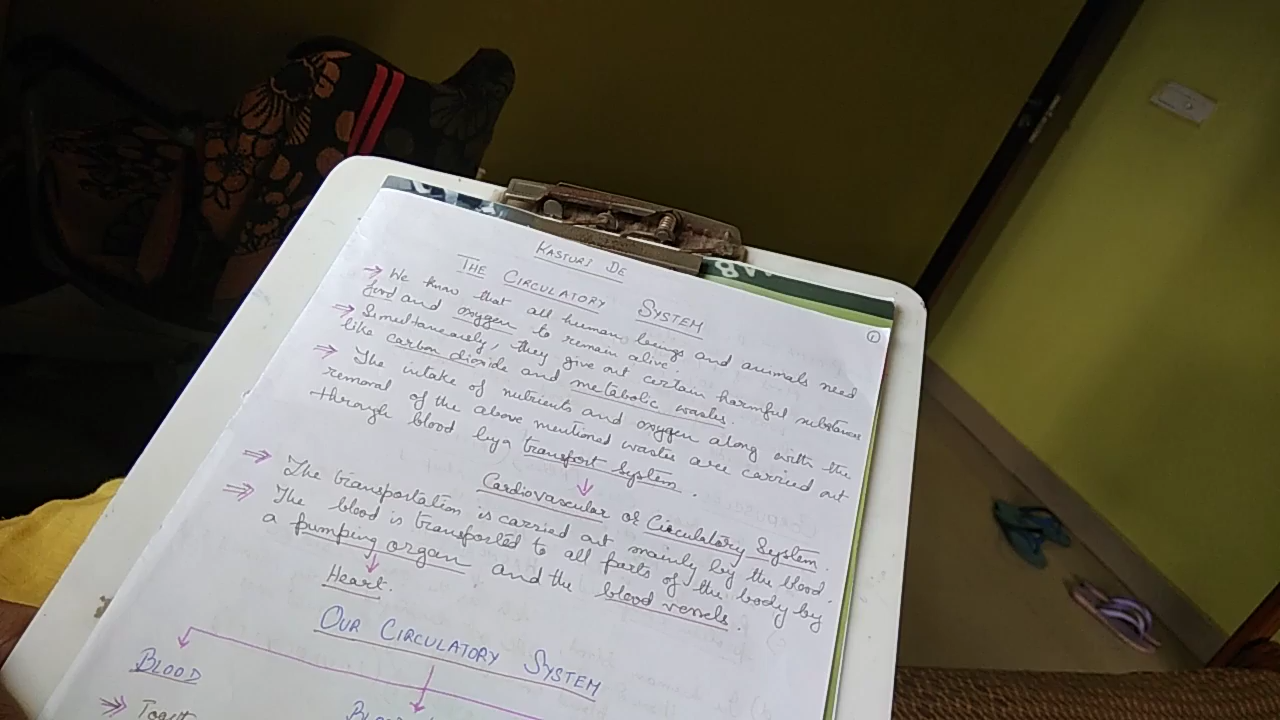 KASTURI DE
THE CIRCULATORY SYSTEM
①
⇒ We know that all human beings and animals need
food and oxygen to remain alive.
⇒ Simultaneously, they give out certain harmful substances
like carbon dioxide and metabolic wastes.
⇒ The intake of nutrients and oxygen along with the
removal of the above mentioned wastes are carried out
through blood by a transport system.
↓
Cardiovascular or Circulatory System.
⇒ The transportation is carried out mainly by the blood.
⇒ The blood is transported to all parts of the body by
a pumping organ and the blood vessels.
↓
Heart.
OUR CIRCULATORY SYSTEM
BLOOD